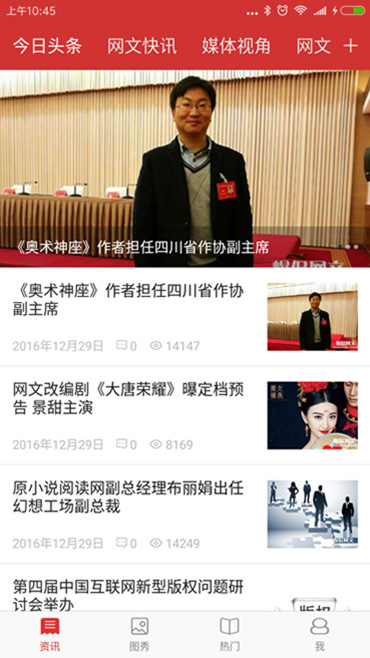 上午10:45
今日头条 网文快讯 媒体视角 网文 +
《奥术神座》作者担任四川省作协副主席
《奥术神座》作者担任四川省作协
副主席
2016年12月29日 0 14147
网文改编剧《大唐荣耀》曝定档预
告 景甜主演
2016年12月29日 0 8169
原小说阅读网副总经理布丽娟出任
幻想工场副总裁
2016年12月29日 0 14249
第四届中国互联网新型版权问题研
讨会举办
版权
资讯 图秀 热门 我